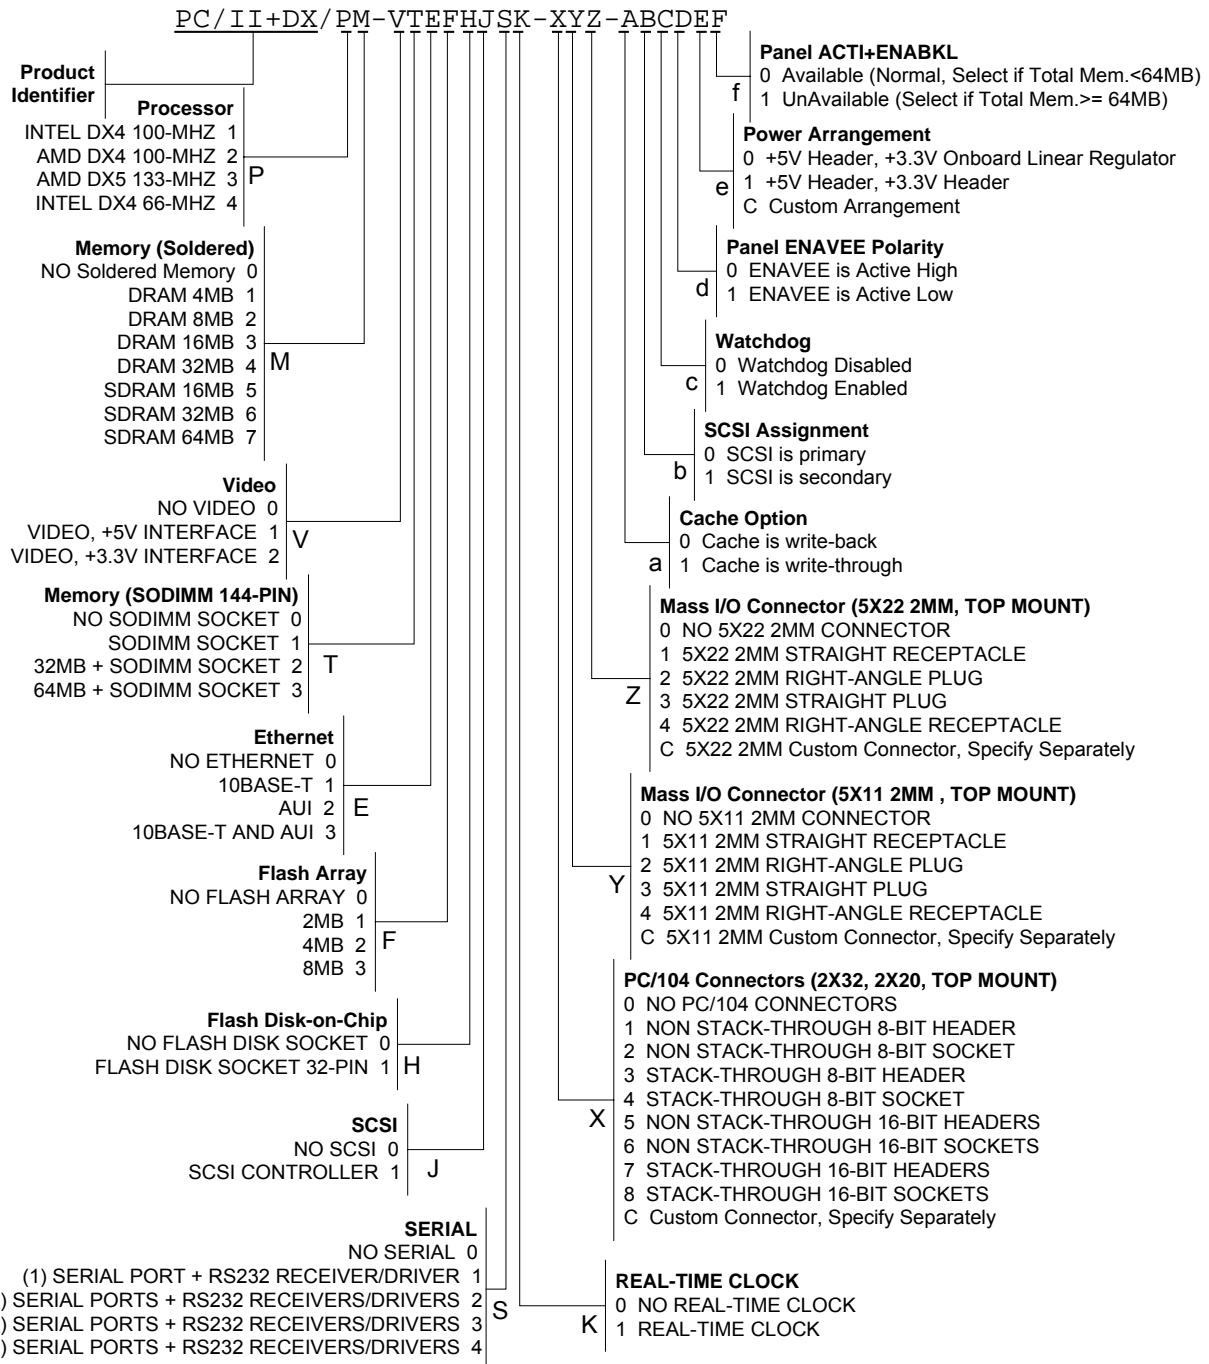 PC/II+DX/PM-VTEFHJSK-XYZ-ABCDEF
Product
Identifier
Processor
INTEL DX4 100-MHZ 1
AMD DX4 100-MHZ 2
AMD DX5 133-MHZ 3
INTEL DX4 66-MHZ 4
P
Memory (Soldered)
NO Soldered Memory 0
DRAM 4MB 1
DRAM 8MB 2
DRAM 16MB 3
DRAM 32MB 4
SDRAM 16MB 5
SDRAM 32MB 6
SDRAM 64MB 7
M
Video
NO VIDEO 0
VIDEO, +5V INTERFACE 1
VIDEO, +3.3V INTERFACE 2
V
Memory (SODIMM 144-PIN)
NO SODIMM SOCKET 0
SODIMM SOCKET 1
32MB + SODIMM SOCKET 2
64MB + SODIMM SOCKET 3
T
Ethernet
NO ETHERNET 0
10BASE-T 1
AUI 2
10BASE-T AND AUI 3
E
Flash Array
NO FLASH ARRAY 0
2MB 1
4MB 2
8MB 3
F
Flash Disk-on-Chip
NO FLASH DISK SOCKET 0
FLASH DISK SOCKET 32-PIN 1
H
SCSI
NO SCSI 0
SCSI CONTROLLER 1
J
SERIAL
NO SERIAL 0
(1) SERIAL PORT + RS232 RECEIVER/DRIVER 1
) SERIAL PORTS + RS232 RECEIVERS/DRIVERS 2
) SERIAL PORTS + RS232 RECEIVERS/DRIVERS 3
) SERIAL PORTS + RS232 RECEIVERS/DRIVERS 4
S
Panel ACTI+ENABKL
0 Available (Normal, Select if Total Mem.<64MB)
1 UnAvailable (Select if Total Mem.>= 64MB)
f
Power Arrangement
0 +5V Header, +3.3V Onboard Linear Regulator
1 +5V Header, +3.3V Header
C Custom Arrangement
e
Panel ENAVEE Polarity
0 ENAVEE is Active High
1 ENAVEE is Active Low
d
Watchdog
0 Watchdog Disabled
1 Watchdog Enabled
c
SCSI Assignment
0 SCSI is primary
1 SCSI is secondary
b
Cache Option
0 Cache is write-back
1 Cache is write-through
a
Mass I/O Connector (5X22 2MM, TOP MOUNT)
0 NO 5X22 2MM CONNECTOR
1 5X22 2MM STRAIGHT RECEPTACLE
2 5X22 2MM RIGHT-ANGLE PLUG
3 5X22 2MM STRAIGHT PLUG
4 5X22 2MM RIGHT-ANGLE RECEPTACLE
C 5X22 2MM Custom Connector, Specify Separately
Z
Mass I/O Connector (5X11 2MM , TOP MOUNT)
0 NO 5X11 2MM CONNECTOR
1 5X11 2MM STRAIGHT RECEPTACLE
2 5X11 2MM RIGHT-ANGLE PLUG
3 5X11 2MM STRAIGHT PLUG
4 5X11 2MM RIGHT-ANGLE RECEPTACLE
C 5X11 2MM Custom Connector, Specify Separately
Y
PC/104 Connectors (2X32, 2X20, TOP MOUNT)
0 NO PC/104 CONNECTORS
1 NON STACK-THROUGH 8-BIT HEADER
2 NON STACK-THROUGH 8-BIT SOCKET
3 STACK-THROUGH 8-BIT HEADER
4 STACK-THROUGH 8-BIT SOCKET
5 NON STACK-THROUGH 16-BIT HEADERS
6 NON STACK-THROUGH 16-BIT SOCKETS
7 STACK-THROUGH 16-BIT HEADERS
8 STACK-THROUGH 16-BIT SOCKETS
C Custom Connector, Specify Separately
X
REAL-TIME CLOCK
0 NO REAL-TIME CLOCK
1 REAL-TIME CLOCK
K